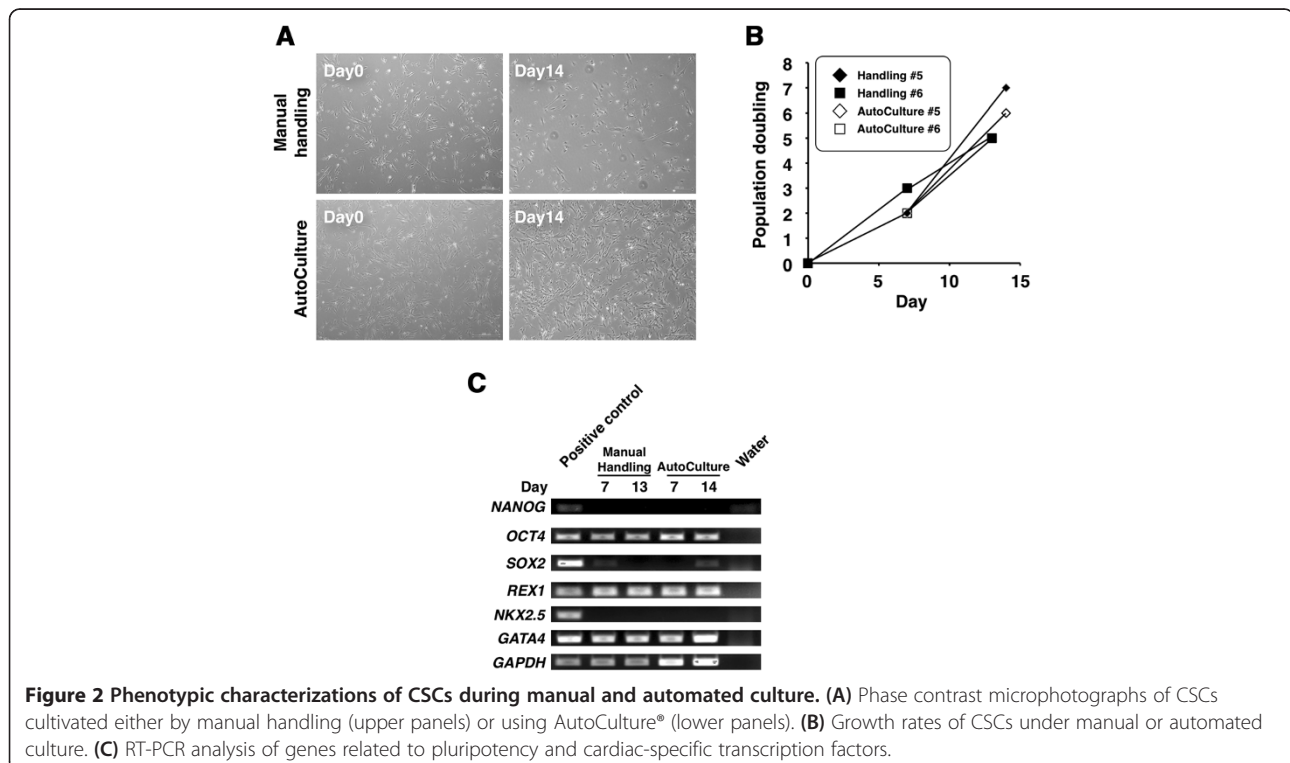 A
Day0
Day14
Manual
handling
Day0
Day14
AutoCulture
B
8
7
6
5
4
3
2
1
0
Population doubling
Handling #5
Handling #6
AutoCulture #5
AutoCulture #6
0 5 10 15
Day
C
Positive control
Manual
Handling
AutoCulture
Water
Day 7 13 7 14
NANOG
OCT4
SOX2
REX1
NKX2.5
GATA4
GAPDH
Figure 2 Phenotypic characterizations of CSCs during manual and automated culture. (A) Phase contrast microphotographs of CSCs
cultivated either by manual handling (upper panels) or using AutoCulture® (lower panels). (B) Growth rates of CSCs under manual or automated
culture. (C) RT-PCR analysis of genes related to pluripotency and cardiac-specific transcription factors.